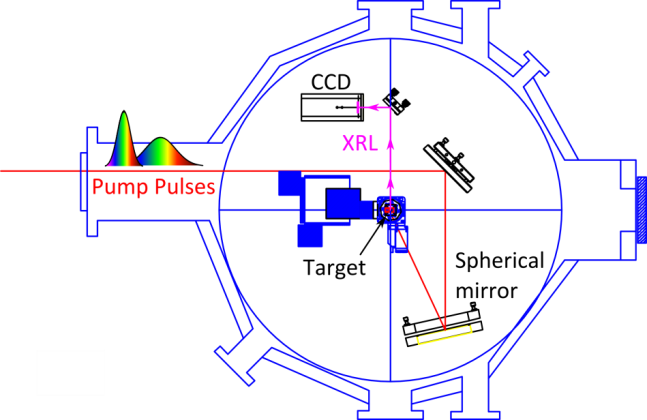 CCD
XRL
Pump Pulses
Target
Spherical
mirror